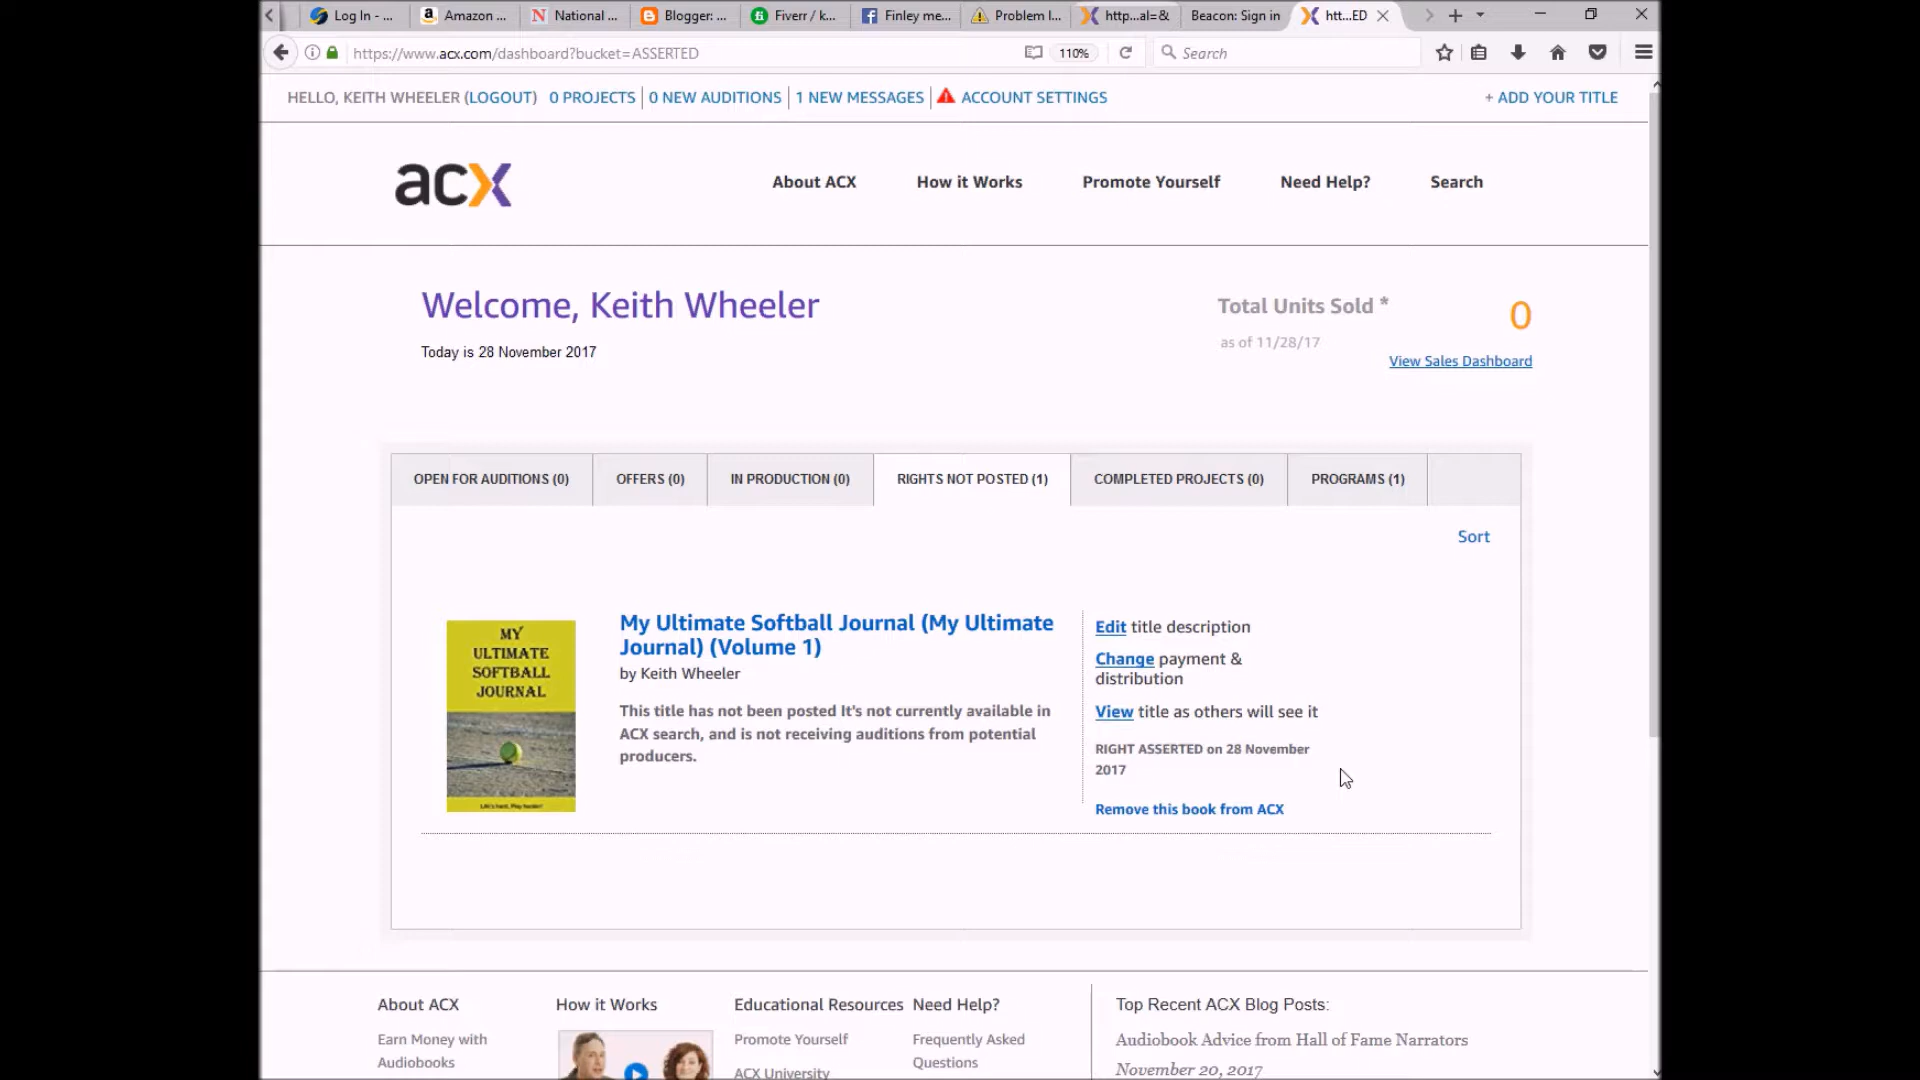 Log In - ...
Amazon ...
National ...
Blogger: ...
Fiverr / k...
Finley me...
Problem l...
http...al=&
Beacon: Sign in
htt...ED
https://www.acx.com/dashboard?bucket=ASSERTED
110%
Search
HELLO, KEITH WHEELER (LOGOUT) 0 PROJECTS 0 NEW AUDITIONS 1 NEW MESSAGES ACCOUNT SETTINGS + ADD YOUR TITLE
acx
About ACX How it Works Promote Yourself Need Help? Search
Welcome, Keith Wheeler
Today is 28 November 2017
Total Units Sold * 0
as of 11/28/17
View Sales Dashboard
OPEN FOR AUDITIONS (0) OFFERS (0) IN PRODUCTION (0) RIGHTS NOT POSTED (1) COMPLETED PROJECTS (0) PROGRAMS (1)
Sort
MY
ULTIMATE
SOFTBALL
JOURNAL
Life's hard, Play harder!
My Ultimate Softball Journal (My Ultimate
Journal) (Volume 1)
by Keith Wheeler
This title has not been posted It's not currently available in
ACX search, and is not receiving auditions from potential
producers.
Edit title description
Change payment &
distribution
View title as others will see it
RIGHT ASSERTED on 28 November
2017
Remove this book from ACX
About ACX
Earn Money with
Audiobooks
How it Works
Educational Resources
Promote Yourself
ACX University
Need Help?
Frequently Asked
Questions
Top Recent ACX Blog Posts:
Audiobook Advice from Hall of Fame Narrators
November 20, 2017